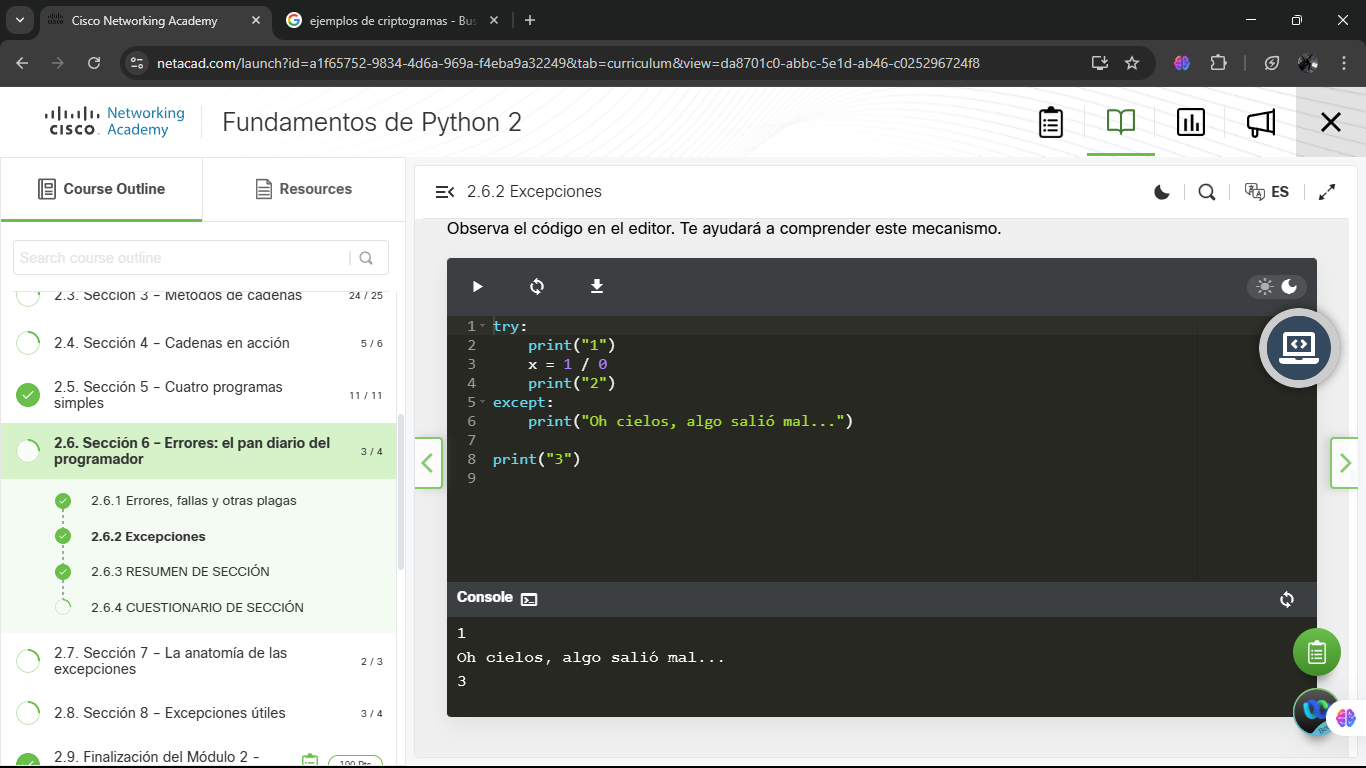 Cisco Networking Academy
ejemplos de criptogramas - Bus
netacad.com/launch?id=a1f65752-9834-4d6a-969a-f4eba9a32249&tab=curriculum&view=da8701c0-abbc-5e1d-ab46-c025296724f8
CISCO Networking Academy
Fundamentos de Python 2
Course Outline
Resources
Search course outline
2.3. Sección 3 – Métodos de cadenas 24 / 25
2.4. Sección 4 – Cadenas en acción 5 / 6
2.5. Sección 5 – Cuatro programas
simples
11 / 11
2.6. Sección 6 – Errores: el pan diario del
programador
3 / 4
2.6.1 Errores, fallas y otras plagas
2.6.2 Excepciones
2.6.3 RESUMEN DE SECCIÓN
2.6.4 CUESTIONARIO DE SECCIÓN
2.7. Sección 7 – La anatomía de las
excepciones
2 / 3
2.8. Sección 8 – Excepciones útiles 3 / 4
2.9. Finalización del Módulo 2 –
100 Pts
2.6.2 Excepciones
ES
Observa el código en el editor. Te ayudará a comprender este mecanismo.
1 try:
2     print("1")
3     x = 1 / 0
4     print("2")
5 except:
6     print("Oh cielos, algo salió mal...")
7
8 print("3")
9
Console
1
Oh cielos, algo salió mal...
3